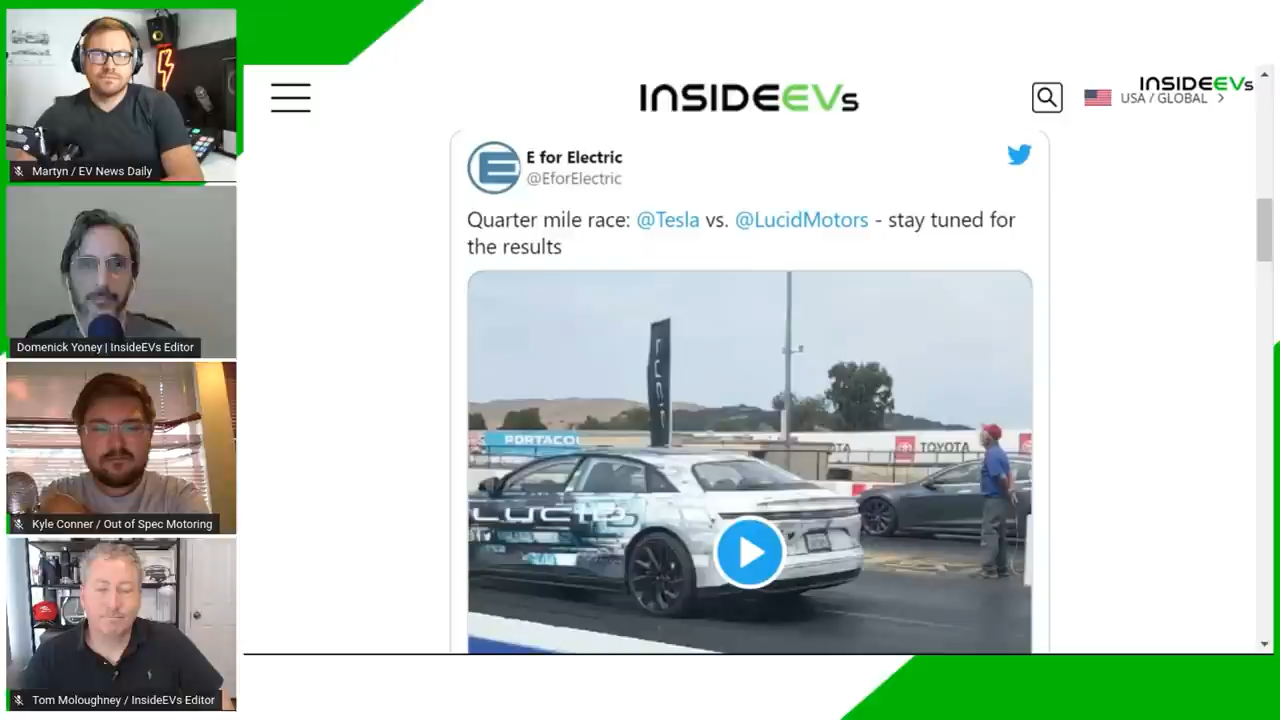 Martyn / EV News Daily
Domenick Yoney | InsideEVs Editor
Kyle Conner / Out of Spec Motoring
Tom Moloughney / InsideEVs Editor
INSIDEEVs
INSIDEEVs
USA / GLOBAL
E for Electric
@EforElectric
Quarter mile race: @Tesla vs. @LucidMotors - stay tuned for
the results
LUCID
PORTACO
TOYOTA
LUCID